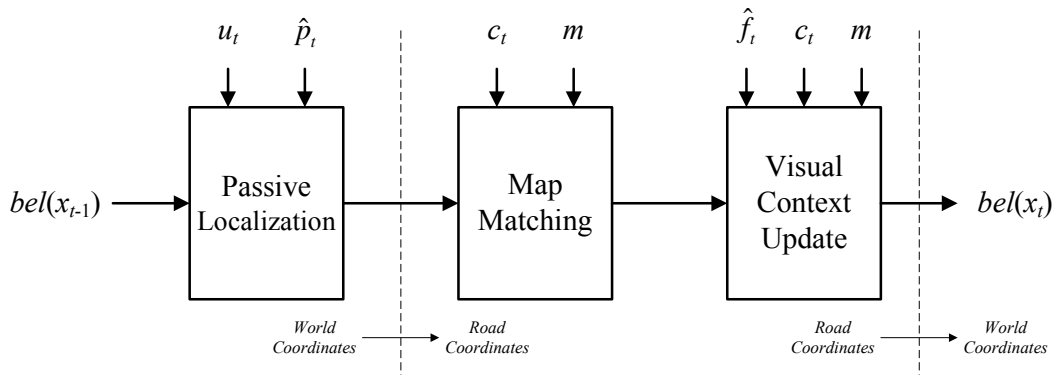 u_t p̂_t c_t m f̂_t c_t m
bel(x_{t-1}) Passive Localization Map Matching Visual Context Update bel(x_t)
World Coordinates Road Coordinates Road Coordinates World Coordinates